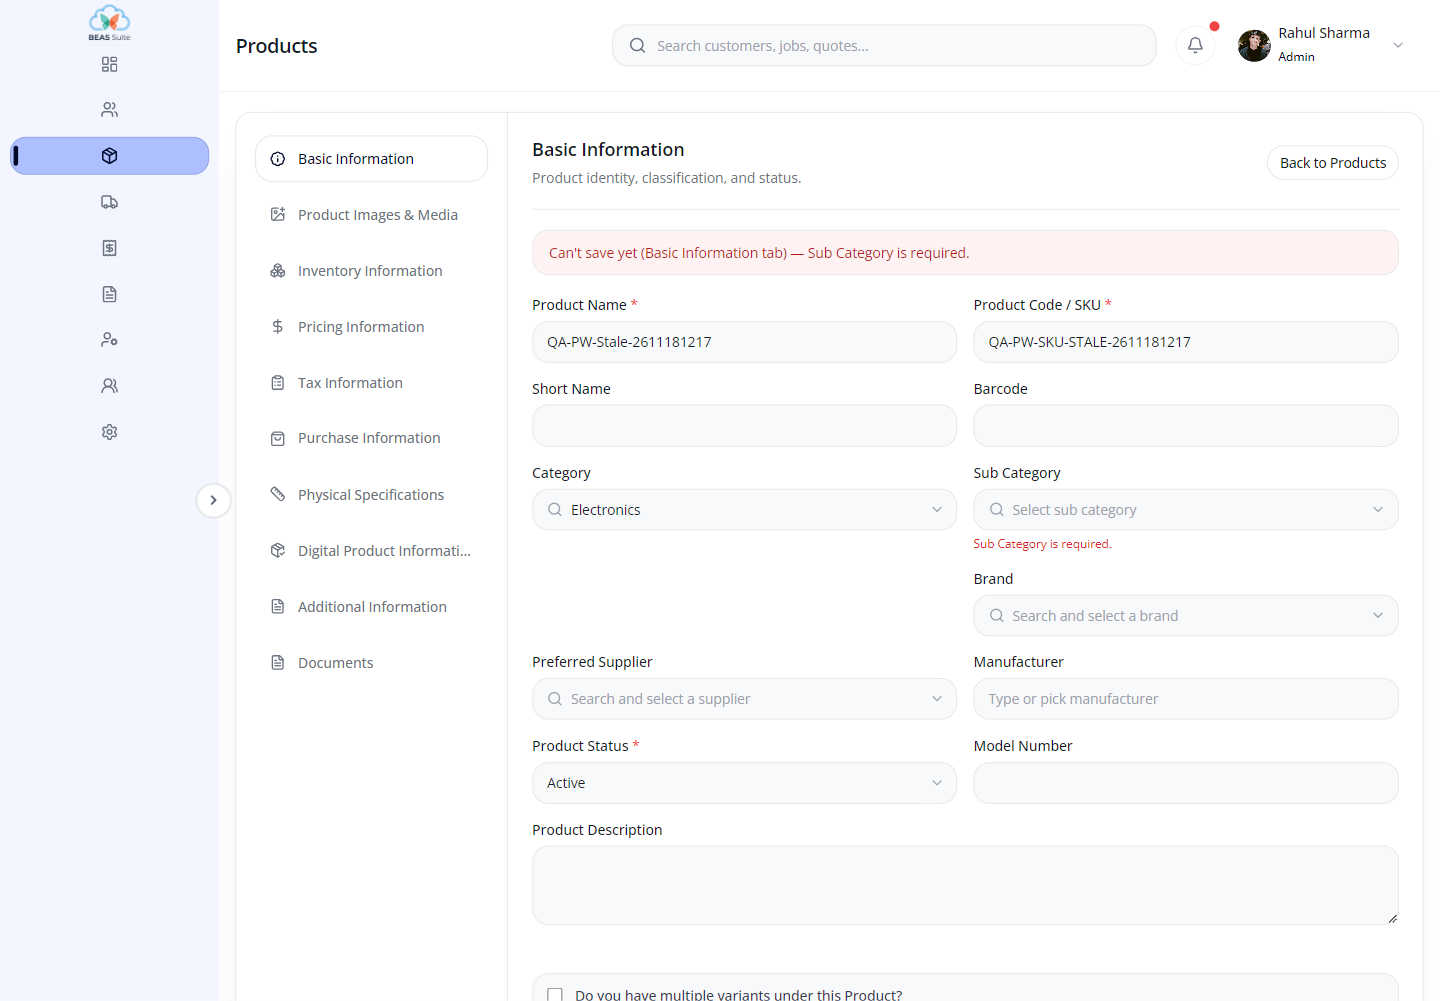 BEAS Suite
Products
Search customers, jobs, quotes...
Rahul Sharma
Admin
Basic Information
Product Images & Media
Inventory Information
Pricing Information
Tax Information
Purchase Information
Physical Specifications
Digital Product Informati...
Additional Information
Documents
Basic Information
Product identity, classification, and status.
Back to Products
Can't save yet (Basic Information tab) — Sub Category is required.
Product Name *
Product Code / SKU *
QA-PW-Stale-2611181217
QA-PW-SKU-STALE-2611181217
Short Name
Barcode
Category
Sub Category
Electronics
Select sub category
Sub Category is required.
Brand
Search and select a brand
Preferred Supplier
Manufacturer
Search and select a supplier
Type or pick manufacturer
Product Status *
Model Number
Active
Product Description
Do you have multiple variants under this Product?